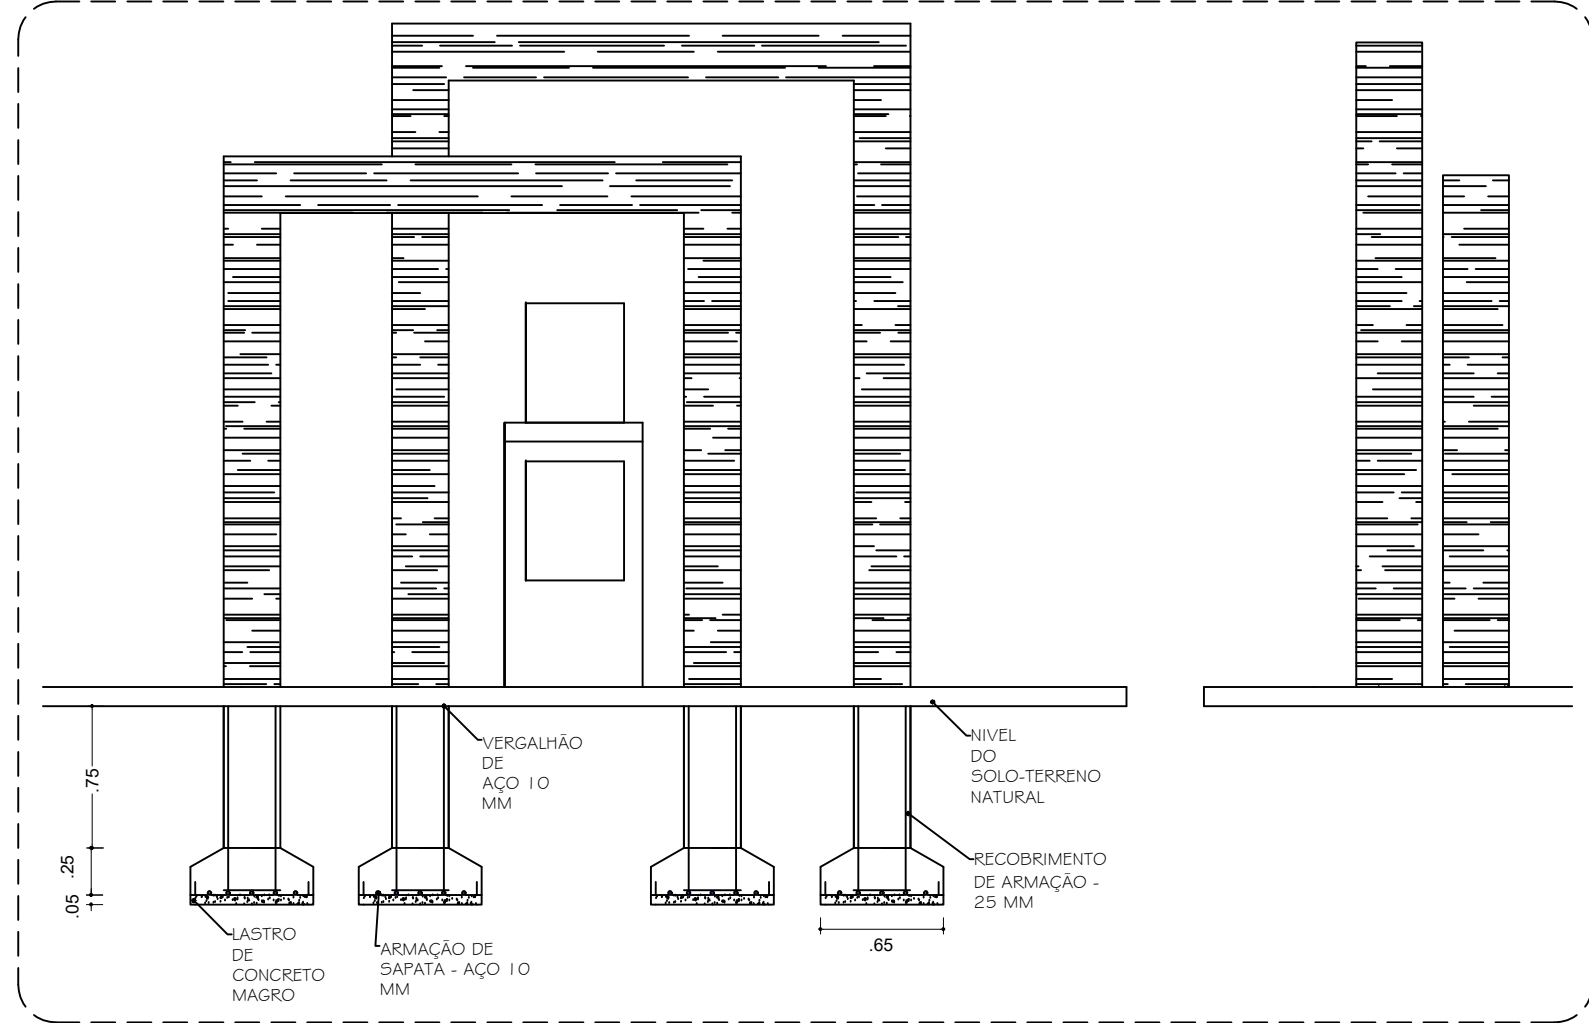 VERGALHÃO
DE
AÇO 10
MM
NIVEL
DO
SOLO-TERRENO
NATURAL
.75
.25
.05
RECOBRIMENTO
DE ARMAÇÃO -
25 MM
LASTRO
DE
CONCRETO
MAGRO
ARMAÇÃO DE
SAPATA - AÇO 10
MM
.65